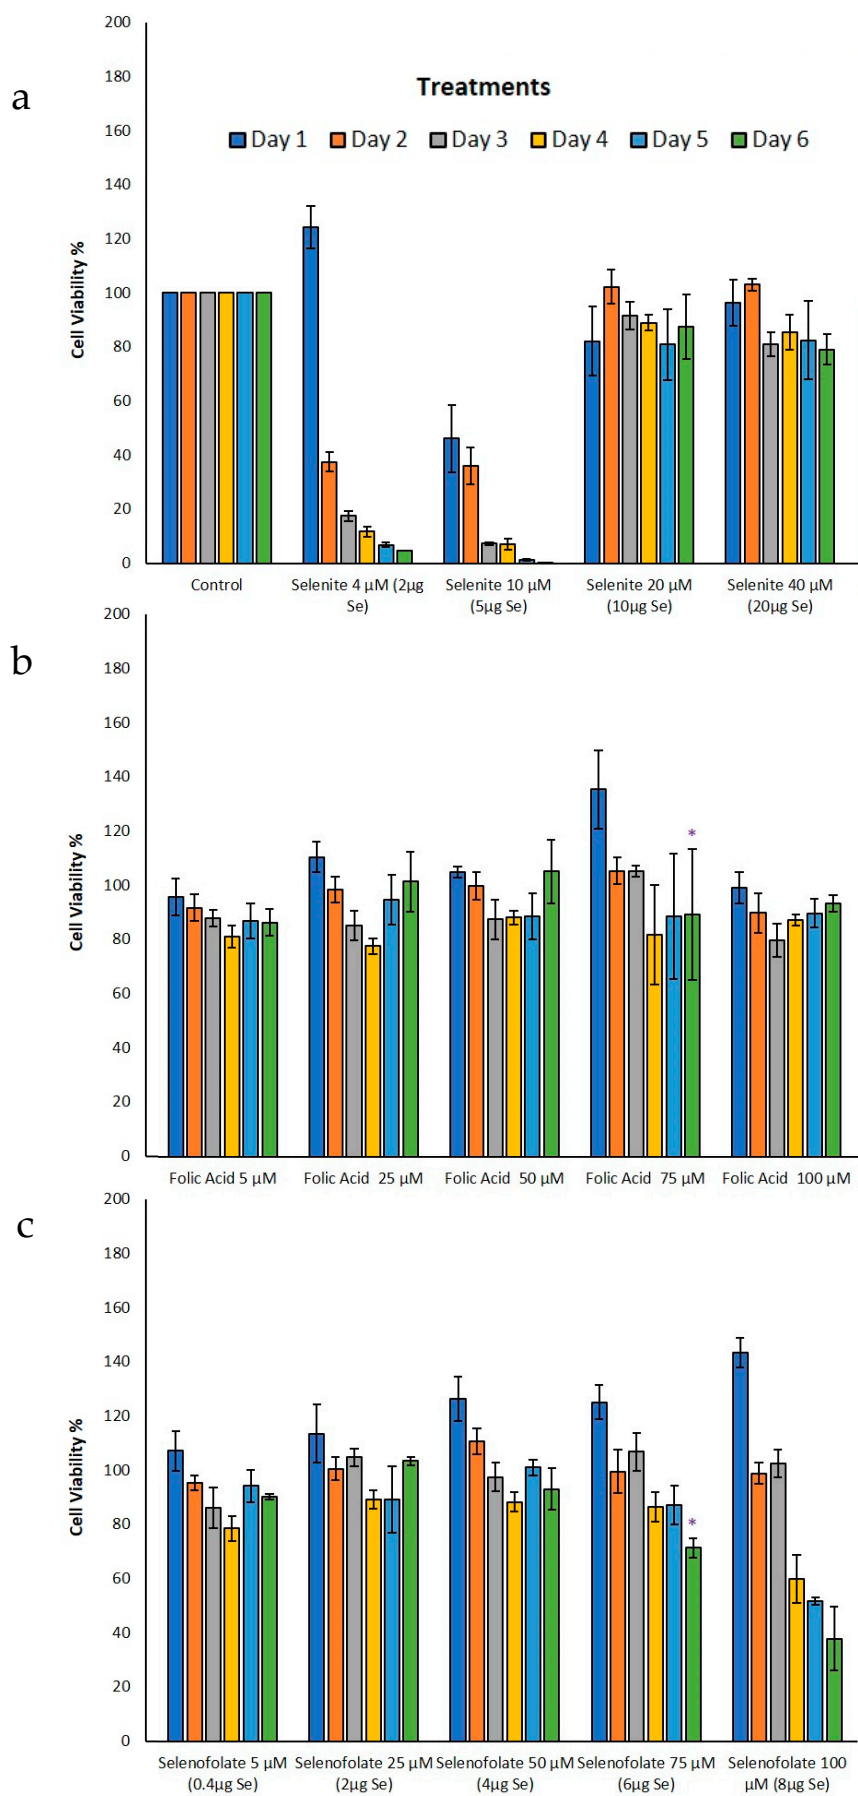 a
Treatments
Day 1 Day 2 Day 3 Day 4 Day 5 Day 6
Cell Viability %
200
180
160
140
120
100
80
60
40
20
0
Control
Selenite 4 µM (2µg
Se)
Selenite 10 µM
(5µg Se)
Selenite 20 µM
(10µg Se)
Selenite 40 µM
(20µg Se)
b
Cell Viability %
200
180
160
140
120
100
80
60
40
20
0
*
Folic Acid 5 µM
Folic Acid 25 µM
Folic Acid 50 µM
Folic Acid 75 µM
Folic Acid 100 µM
c
Cell Viability %
200
180
160
140
120
100
80
60
40
20
0
*
Selenofolate 5 µM
(0.4µg Se)
Selenofolate 25 µM
(2µg Se)
Selenofolate 50 µM
(4µg Se)
Selenofolate 75 µM
(6µg Se)
Selenofolate 100
µM (8µg Se)